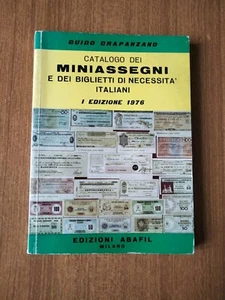 GUIDO CRAPANZANO
CATALOGO DEI
MINIASSEGNI
E DEI BIGLIETTI DI NECESSITA'
ITALIANI
I EDIZIONE 1976
EDIZIONI ABAFIL
MILANO